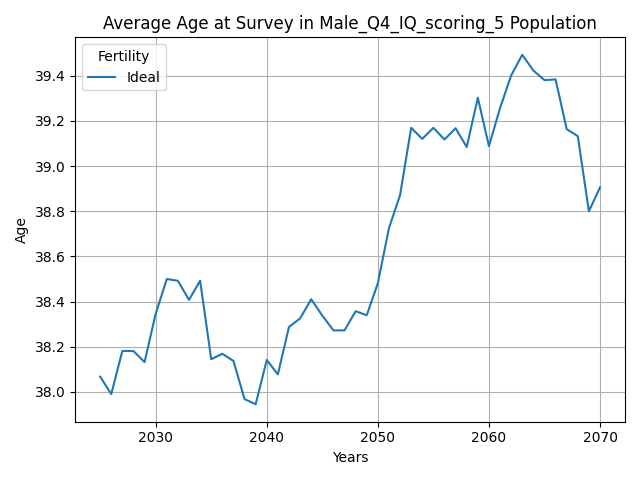 Average Age at Survey in Male_Q4_IQ_scoring_5 Population
Fertility
Ideal
39.4
39.2
39.0
38.8
38.6
38.4
38.2
38.0
Age
2030 2040 2050 2060 2070
Years